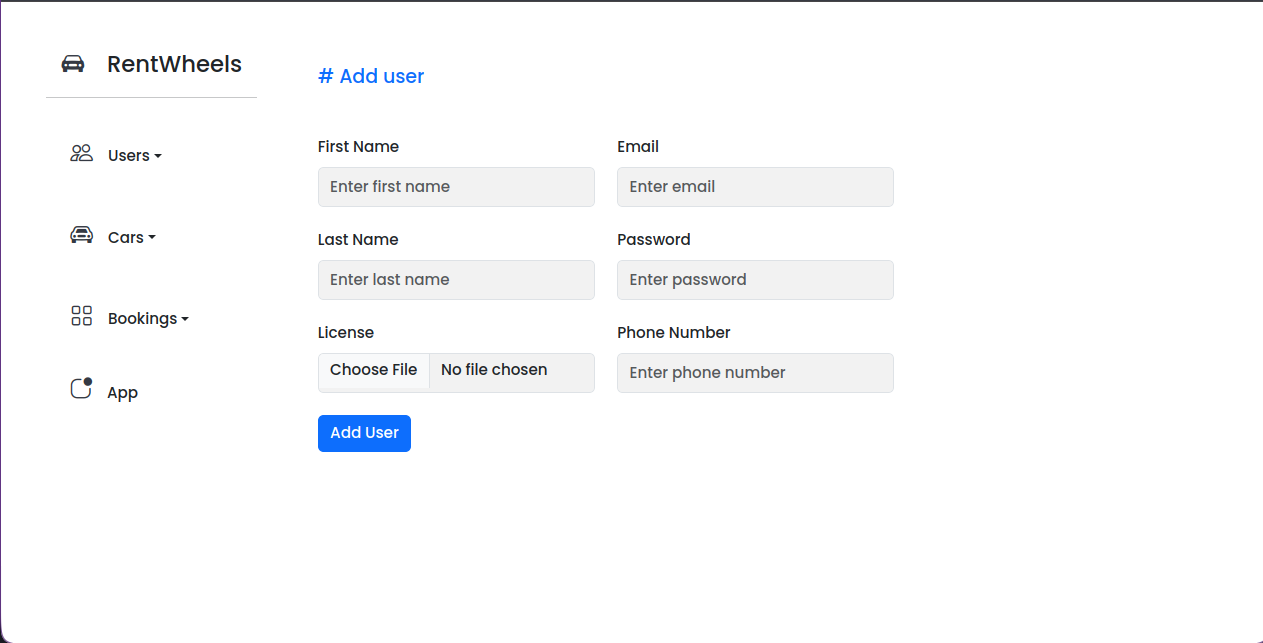 RentWheels
Users
Cars
Bookings
App
# Add user
First Name
Email
Enter first name
Enter email
Last Name
Password
Enter last name
Enter password
License
Phone Number
Choose File No file chosen
Enter phone number
Add User